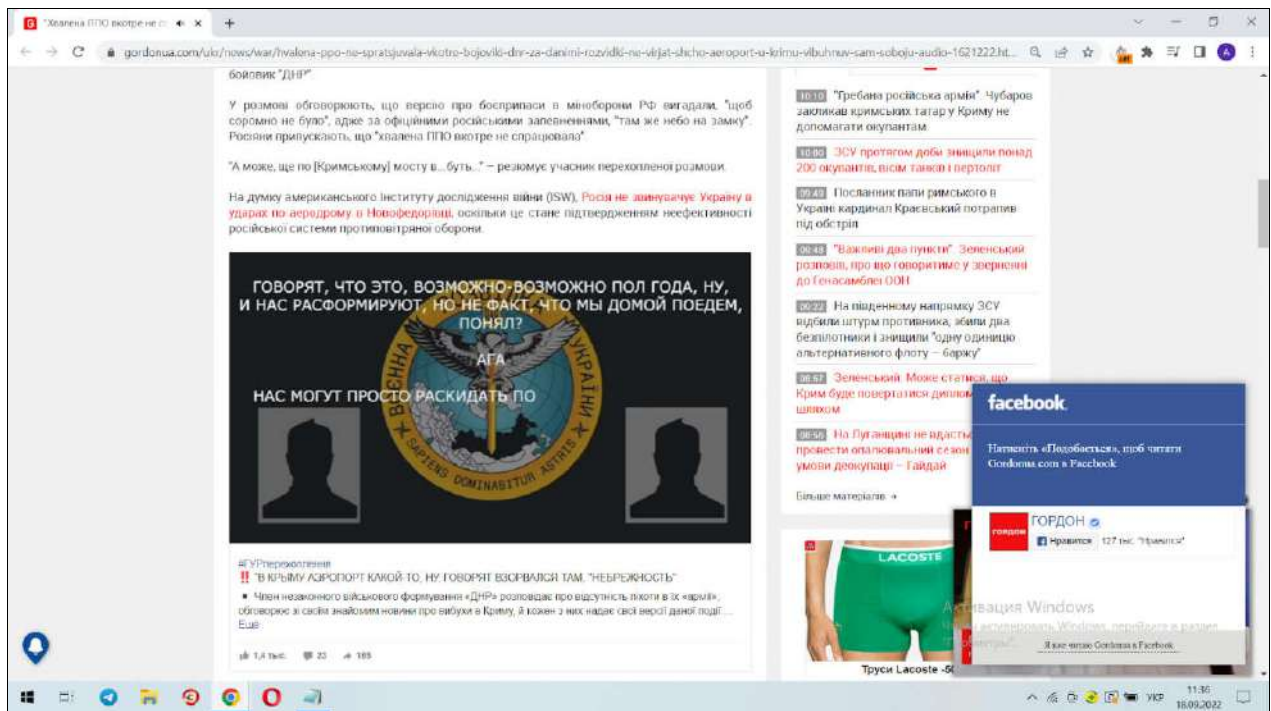 "Хвалена ППО вкотре не сп
gordonua.com/ukr/news/war/hvalena-ppo-ne-spratsjuvala-vkotre-bojoviki-dnr-za-danimi-rozvidki-ne-virjat-shcho-aeroport-u-krimu-vibuhnuv-sam-soboju-audio-1621222.ht...
бойовик "ДНР".
У розмові обговорюють, що версію про боєприпаси в міноборони РФ вигадали, "щоб
соромно не було", адже за офіційними російськими запевненнями, "там же небо на замку".
Росіяни припускають, що "хвалена ППО вкотре не спрацювала".
"А може, ще по [Кримському] мосту в...буть..." – резюмує учасник перехопленої розмови.
На думку американського Інституту дослідження війни (ISW), Росія не звинувачує Україну в
ударах по аеродрому в Новофедорівці, оскільки це стане підтвердженням неефективності
російської системи протиповітряної оборони.
ГОВОРЯТ, ЧТО ЭТО, ВОЗМОЖНО-ВОЗМОЖНО ПОЛ ГОДА, НУ,
И НАС РАСФОРМИРУЮТ, НО НЕ ФАКТ, ЧТО МЫ ДОМОЙ ПОЕДЕМ,
ПОНЯЛ?
АГА
НАС МОГУТ ПРОСТО РАСКИДАТЬ ПО
ВОЄННА УКРАЇНИ
SAPIENS DOMINABITUR ASTRIS
#ГУРперехоплення
‼ "В КРЫМУ АЭРОПОРТ КАКОЙ-ТО, НУ, ГОВОРЯТ ВЗОРВАЛСЯ ТАМ, "НЕБРЕЖНОСТЬ"
▪ Член незаконного військового формування «ДНР» розповідає про відсутність піхоти в їх «армії»,
обговорює зі своїм знайомим новини про вибухи в Криму, й кожен з них надає свої версії даної події....
Еще
1,4 тыс. 23 165
10:10 "Гребана російська армія". Чубаров
закликав кримських татар у Криму не
допомагати окупантам
10:00 ЗСУ протягом доби знищили понад
200 окупантів, вісім танків і вертоліт
09:49 Посланник папи римського в
Україні кардинал Краєвський потрапив
під обстріл
09:48 "Важливі два пункти". Зеленський
розповів, про що говоритиме у зверненні
до Генасамблеї ООН
09:22 На південному напрямку ЗСУ
відбили штурм противника, збили два
безпілотники і знищили "одну одиницю
альтернативного флоту – баржу"
08:57 Зеленський: Може статися, що
Крим буде повертатися диплом
шляхом
08:56 На Луганщині не вдасться
провести опалювальний сезон
умови деокупації – Гайдай
Більше матеріалів →
LACOSTE
Труси Lacoste -50
facebook
Натисніть «Подобається», щоб читати
Gordonua.com в Facebook
ГОРДОН
ГОРДОН
Нравится 127 тыс. "Нравится"
Активация Windows
Чтобы активировать Windows, перейдите в раздел
"Параметры".
Я вже читаю Gordonua в Facebook
УКР
11:36
18.09.2022